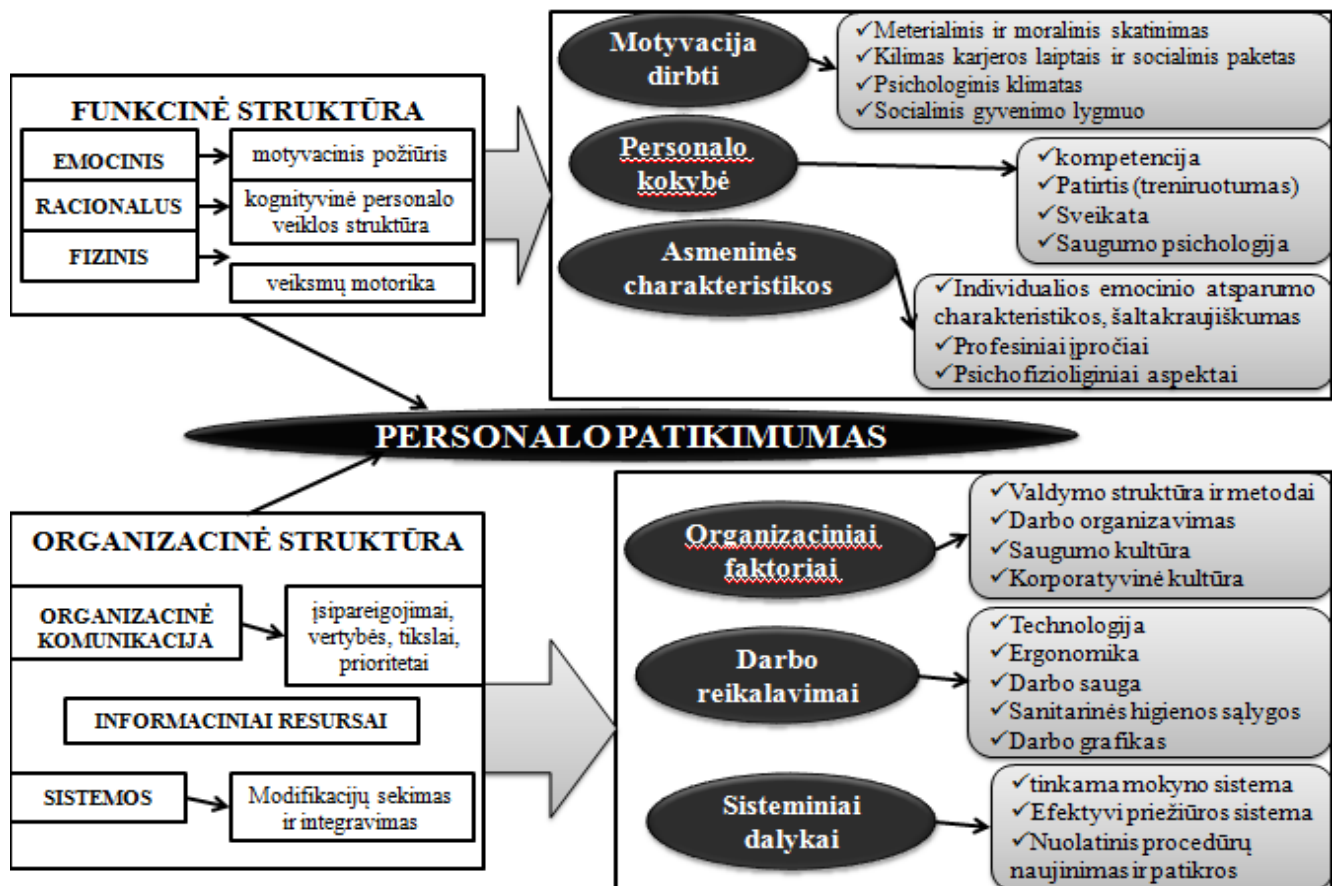 FUNKCINĖ STRUKTŪRA
EMOCINIS
motyvacinis požiūris
RACIONALUS
kognityvinė personalo
veiklos struktūra
FIZINIS
veiksmų motorika
Motyvacija
dirbti
✓Meterialinis ir moralinis skatinimas
✓Kilimas karjeros laiptais ir socialinis paketas
✓Psichologinis klimatas
✓Socialinis gyvenimo lygmuo
Personalo
kokybė
✓kompetencija
✓Patirtis (treniruotumas)
✓Sveikata
✓Saugumo psichologija
Asmeninės
charakteristikos
✓Individualios emocinio atsparumo
charakteristikos, šaltakraujiškumas
✓Profesiniai įpročiai
✓Psichofizioliginiai aspektai
PERSONALO PATIKIMUMAS
ORGANIZACINĖ STRUKTŪRA
ORGANIZACINĖ
KOMUNIKACIJA
įsipareigojimai,
vertybės, tikslai,
prioritetai
INFORMACINIAI RESURSAI
SISTEMOS
Modifikacijų sekimas
ir integravimas
Organizaciniai
faktoriai
✓Valdymo struktūra ir metodai
✓Darbo organizavimas
✓Saugumo kultūra
✓Korporatyvinė kultūra
Darbo
reikalavimai
✓Technologija
✓Ergonomika
✓Darbo sauga
✓Sanitarinės higienos sąlygos
✓Darbo grafikas
Sisteminiai
dalykai
✓tinkama mokyno sistema
✓Efektyvi priežiūros sistema
✓Nuolatinis procedūrų
naujinimas ir patikros